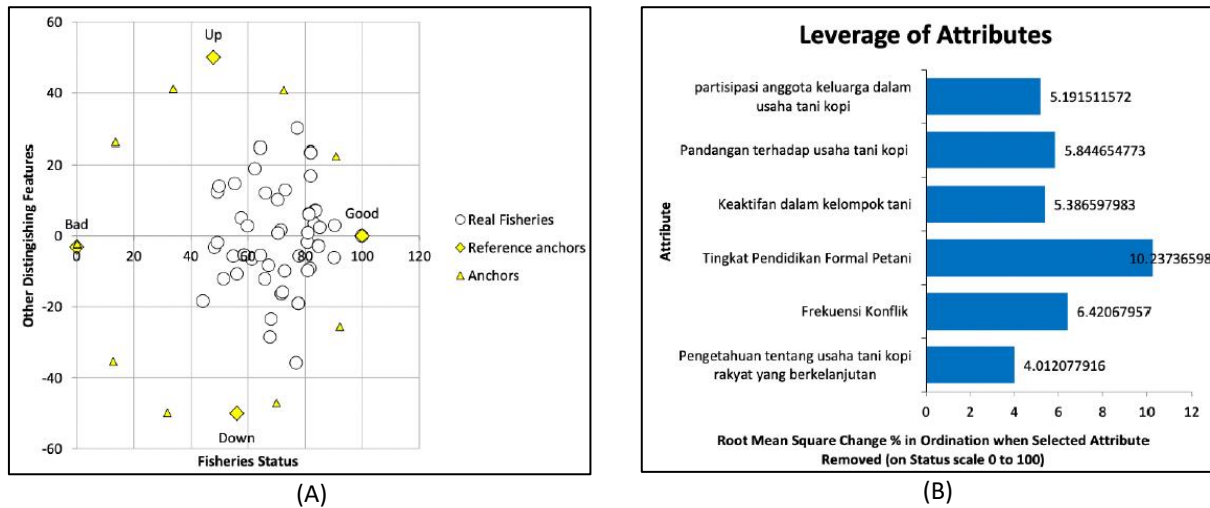 60
Up
40
20
Bad
Good
0
0
20
40
60
80
100
120
-20
-40
Down
-60
Other Distingishing Features
Fisheries Status
Real Fisheries
Reference anchors
Anchors
(A)
Leverage of Attributes
partisipasi anggota keluarga dalam
usaha tani kopi
5.191511572
Pandangan terhadap usaha tani kopi
5.844654773
Keaktifan dalam kelompok tani
5.386597983
Tingkat Pendidikan Formal Petani
10.23736598
Frekuensi Konflik
6.42067957
Pengetahuan tentang usaha tani kopi
rakyat yang berkelanjutan
4.012077916
Attribute
0 2 4 6 8 10 12
Root Mean Square Change % in Ordination when Selected Attribute
Removed (on Status scale 0 to 100)
(B)